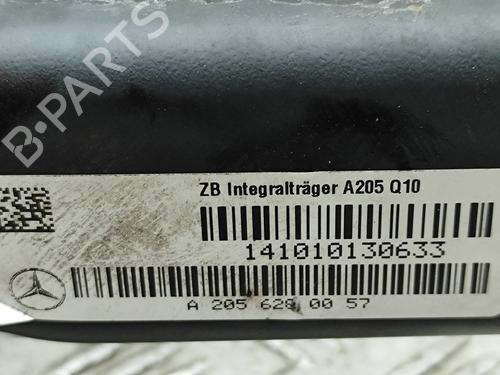 B-PARTS
ZB Integralträger A205 Q10
141010130633
A 205 628 00 57